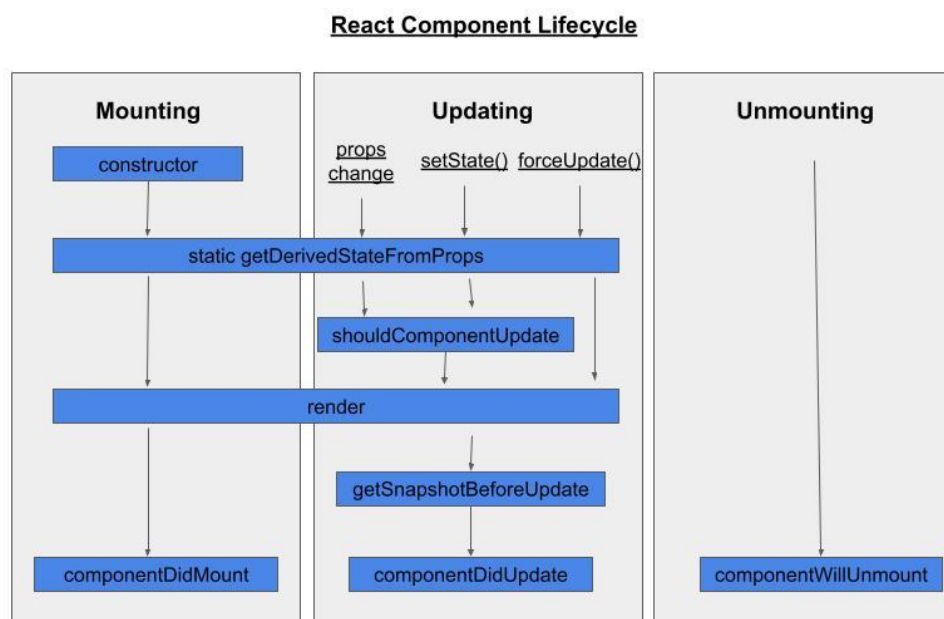 React Component Lifecycle
Mounting
Updating
Unmounting
constructor
props
change
setState()
forceUpdate()
static getDerivedStateFromProps
shouldComponentUpdate
render
getSnapshotBeforeUpdate
componentDidMount
componentDidUpdate
componentWillUnmount